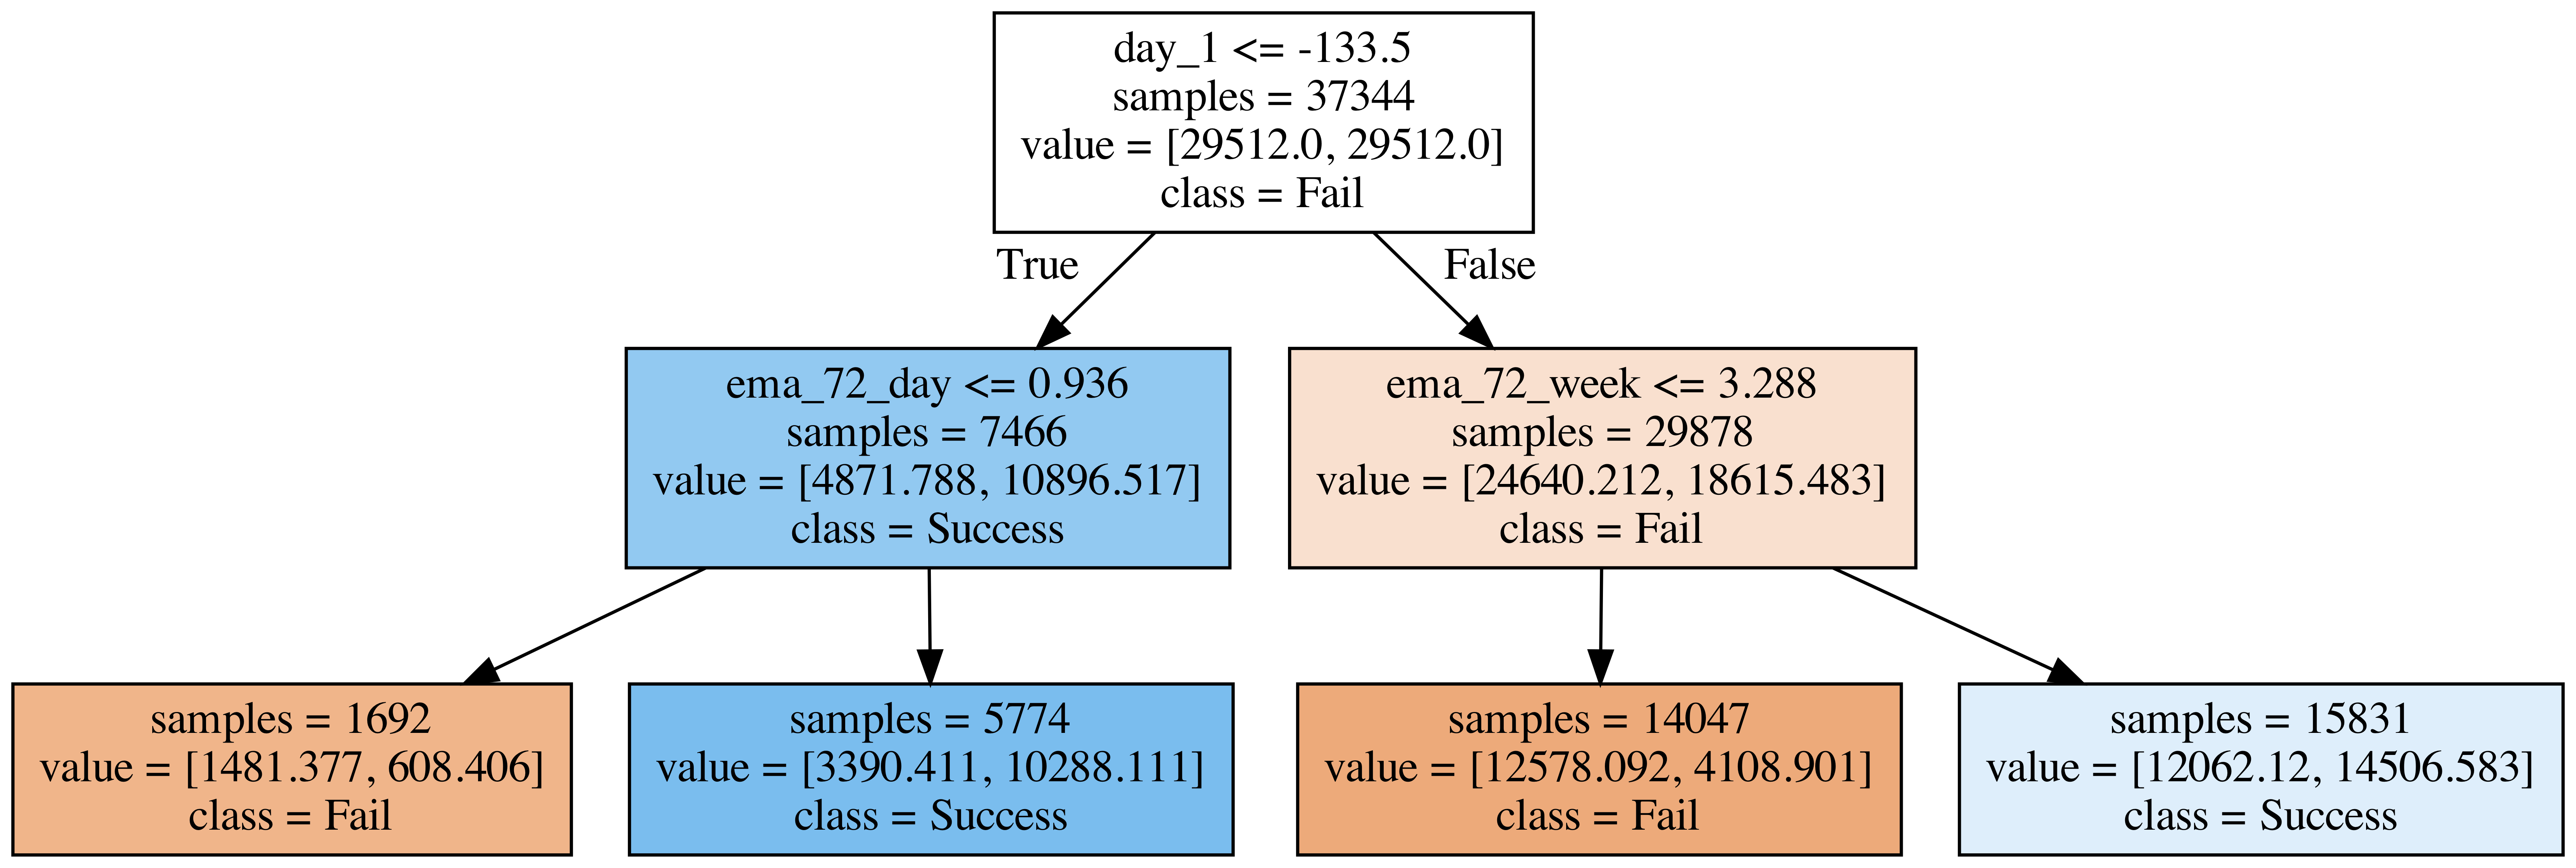 day_1 <= -133.5
samples = 37344
value = [29512.0, 29512.0]
class = Fail
True
False
ema_72_day <= 0.936
samples = 7466
value = [4871.788, 10896.517]
class = Success
ema_72_week <= 3.288
samples = 29878
value = [24640.212, 18615.483]
class = Fail
samples = 1692
value = [1481.377, 608.406]
class = Fail
samples = 5774
value = [3390.411, 10288.111]
class = Success
samples = 14047
value = [12578.092, 4108.901]
class = Fail
samples = 15831
value = [12062.12, 14506.583]
class = Success